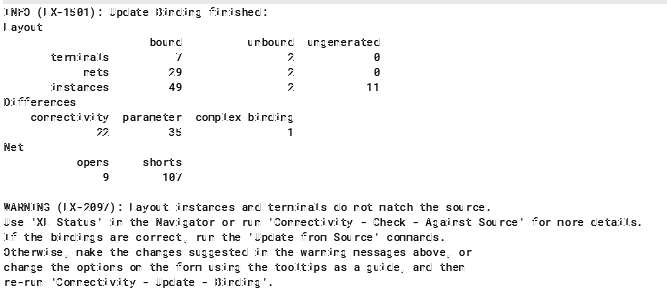 INFO (LX-1501): Update Binding finished:
Layout
bound unbound ungenerated
terminals 7 2 0
nets 29 2 0
instances 49 2 11
Differences
connectivity parameter complex binding
22 35 1
Net
opens shorts
9 107
WARNING (LX-2097): Layout instances and terminals do not match the source.
Use 'XL Status' in the Navigator or run 'Connectivity - Check - Against Source' for more details.
If the bindings are correct, run the 'Update from Source' commands.
Otherwise, make the changes suggested in the warning messages above, or
change the options on the form using the tooltips as a guide, and then
re-run 'Connectivity - Update - Binding'.